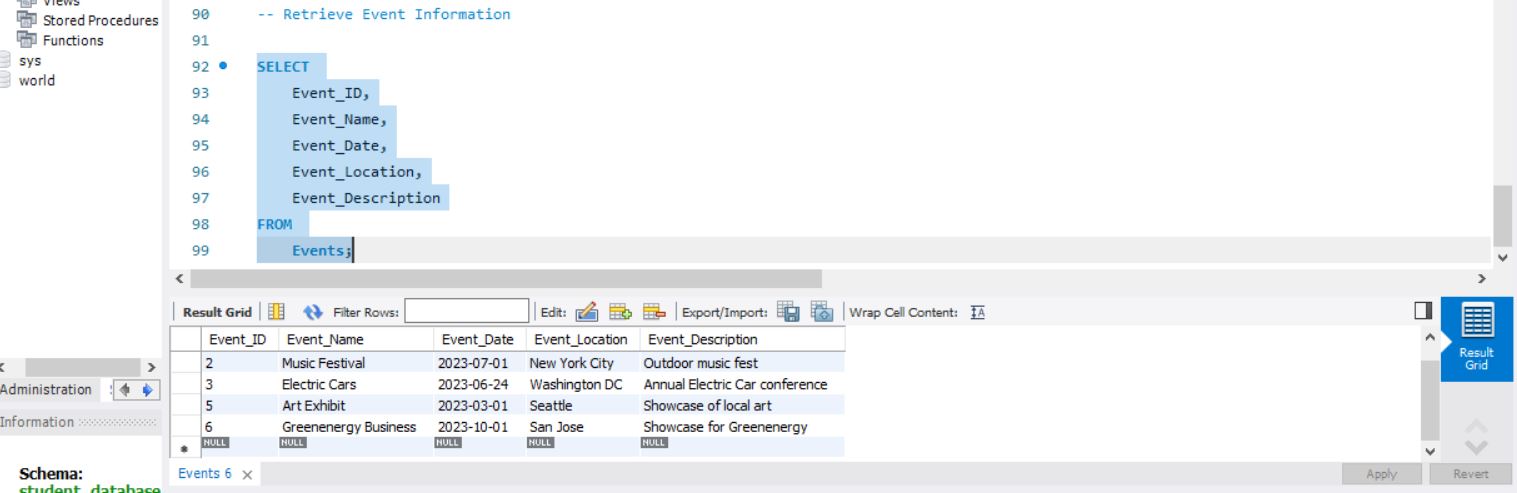 Views
Stored Procedures
Functions
sys
world
90 -- Retrieve Event Information
91
92 SELECT
93 Event_ID,
94 Event_Name,
95 Event_Date,
96 Event_Location,
97 Event_Description
98 FROM
99 Events;
Result Grid Filter Rows: Edit: Export/Import: Wrap Cell Content: IA
Event_ID Event_Name Event_Date Event_Location Event_Description
2 Music Festival 2023-07-01 New York City Outdoor music fest
3 Electric Cars 2023-06-24 Washington DC Annual Electric Car conference
5 Art Exhibit 2023-03-01 Seattle Showcase of local art
6 Greenenergy Business 2023-10-01 San Jose Showcase for Greenenergy
NULL NULL NULL NULL NULL
Result
Grid
Administration
Information
Schema:
student_database
Events 6
Apply Revert